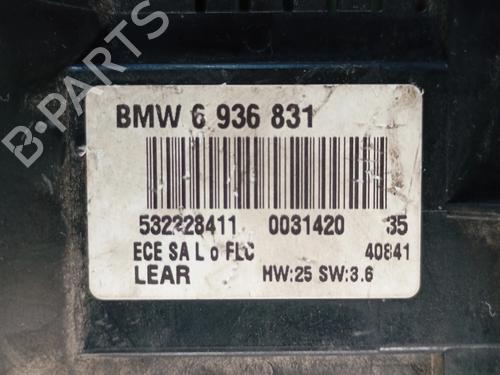 B-PARTS
BMW 6 936 831
532228411 0031420 35
ECE SA L o FLC 40841
LEAR HW:25 SW:3.6